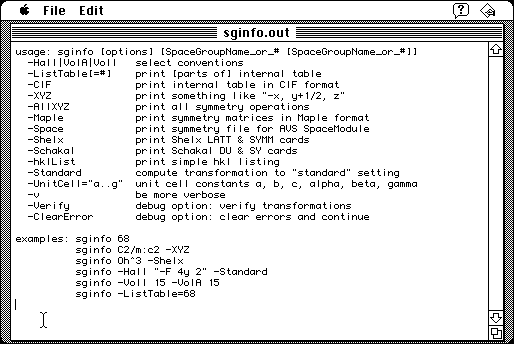 File Edit
sginfo.out
usage: sginfo [options] [SpaceGroupName_or_# [SpaceGroupName_or_#]]
-Hall|VolA|VolI select conventions
-ListTable[=#] print [parts of] internal table
-CIF print internal table in CIF format
-XYZ print something like "-x, y+1/2, z"
-AllXYZ print all symmetry operations
-Maple print symmetry matrices in Maple format
-Space print symmetry file for AVS SpaceModule
-Shelx print Shelx LATT & SYMM cards
-Schakal print Schakal DU & SY cards
-hklList print simple hkl listing
-Standard compute transformation to "standard" setting
-UnitCell="a..g" unit cell constants a, b, c, alpha, beta, gamma
-v be more verbose
-Verify debug option: verify transformations
-ClearError debug option: clear errors and continue
examples: sginfo 68
sginfo C2/m:c2 -XYZ
sginfo Oh^3 -Shelx
sginfo -Hall "-F 4y 2" -Standard
sginfo -VolI 15 -VolA 15
sginfo -ListTable=68